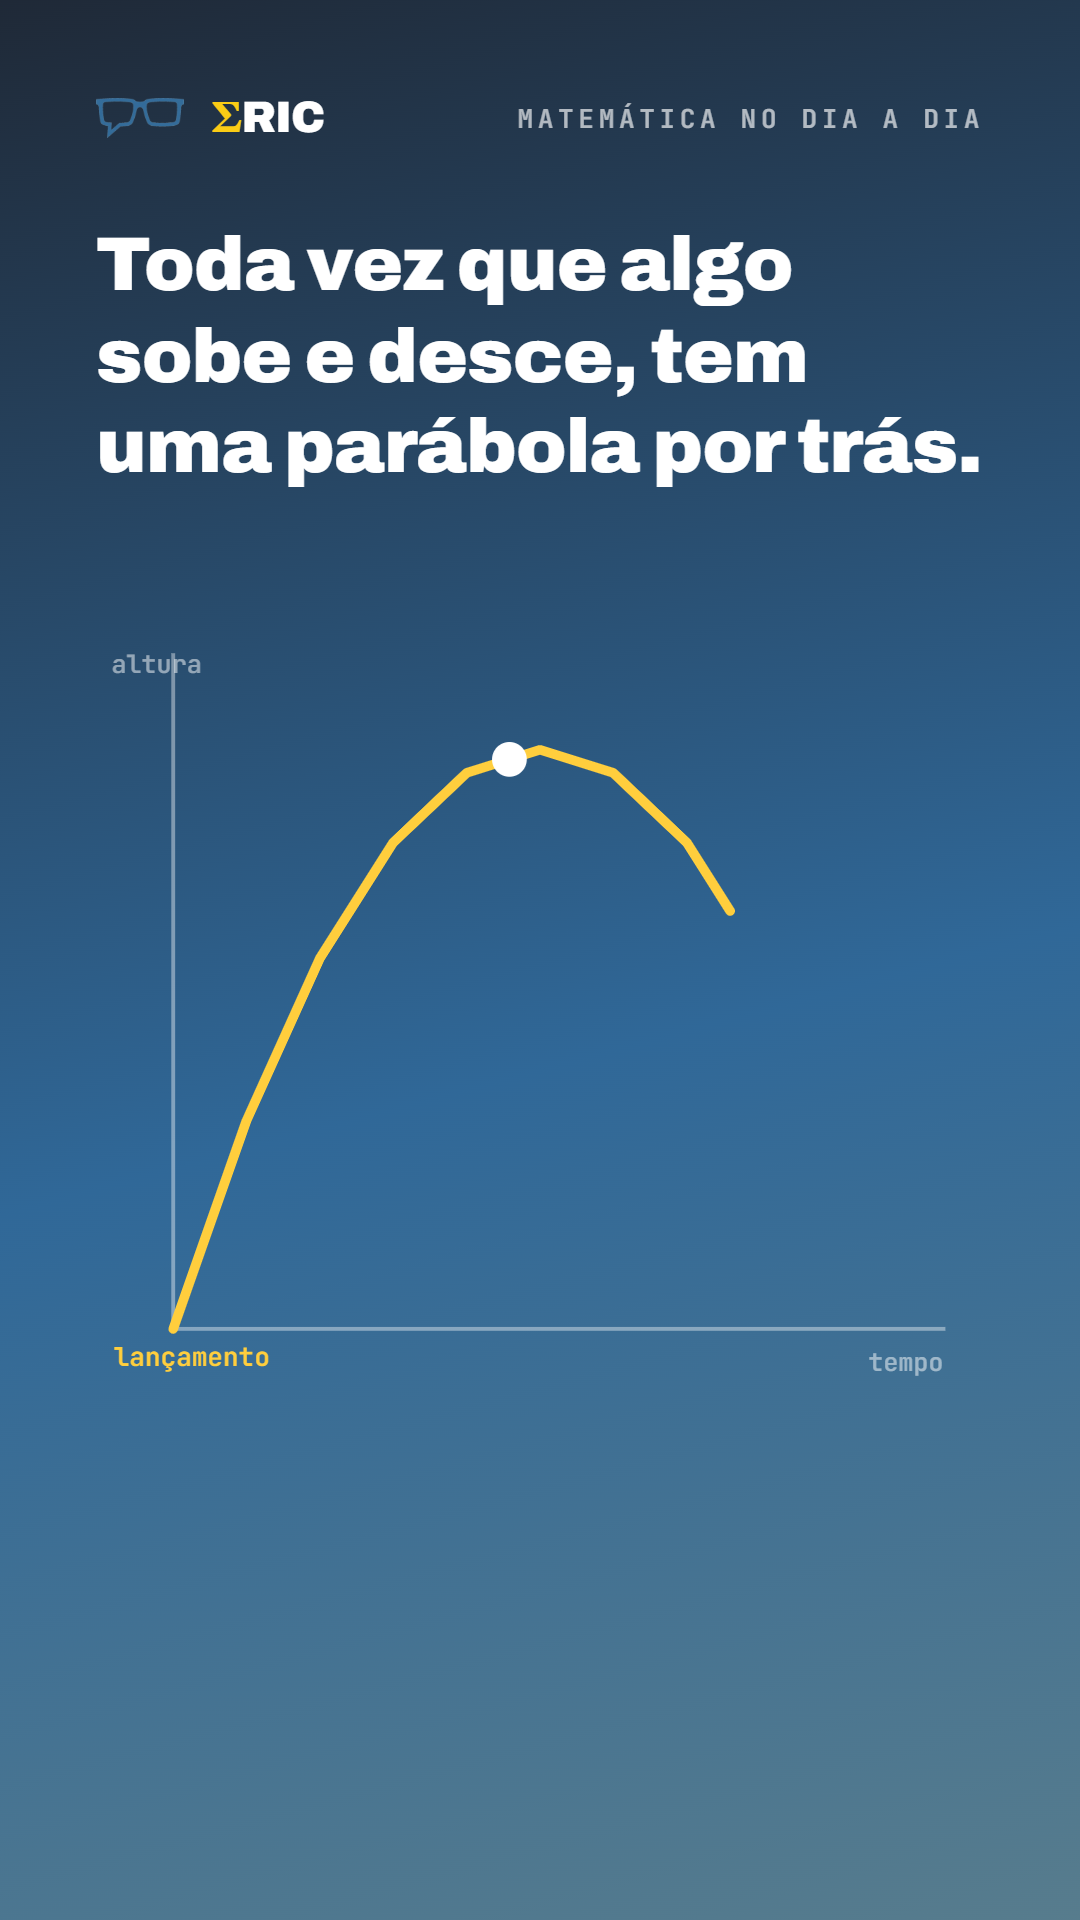 ΣRIC
MATEMÁTICA NO DIA A DIA
Toda vez que algo
sobe e desce, tem
uma parábola por trás.
altura
lançamento
tempo